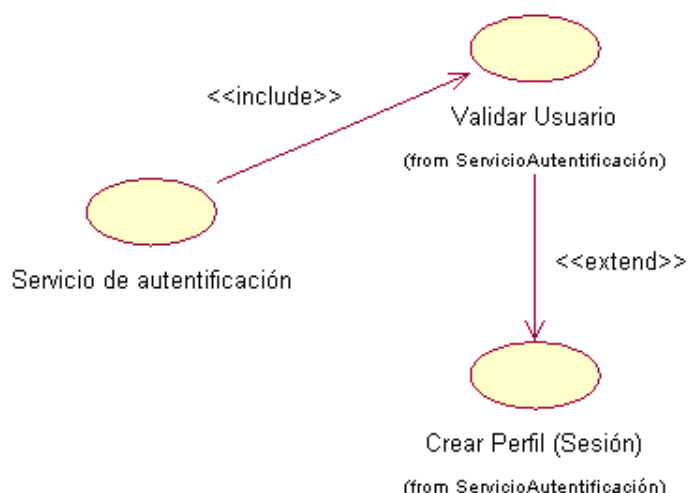 <<include>>
Validar Usuario
(from ServicioAutentificación)
Servicio de autentificación
<<extend>>
Crear Perfil (Sesión)
(from ServicioAutentificación)